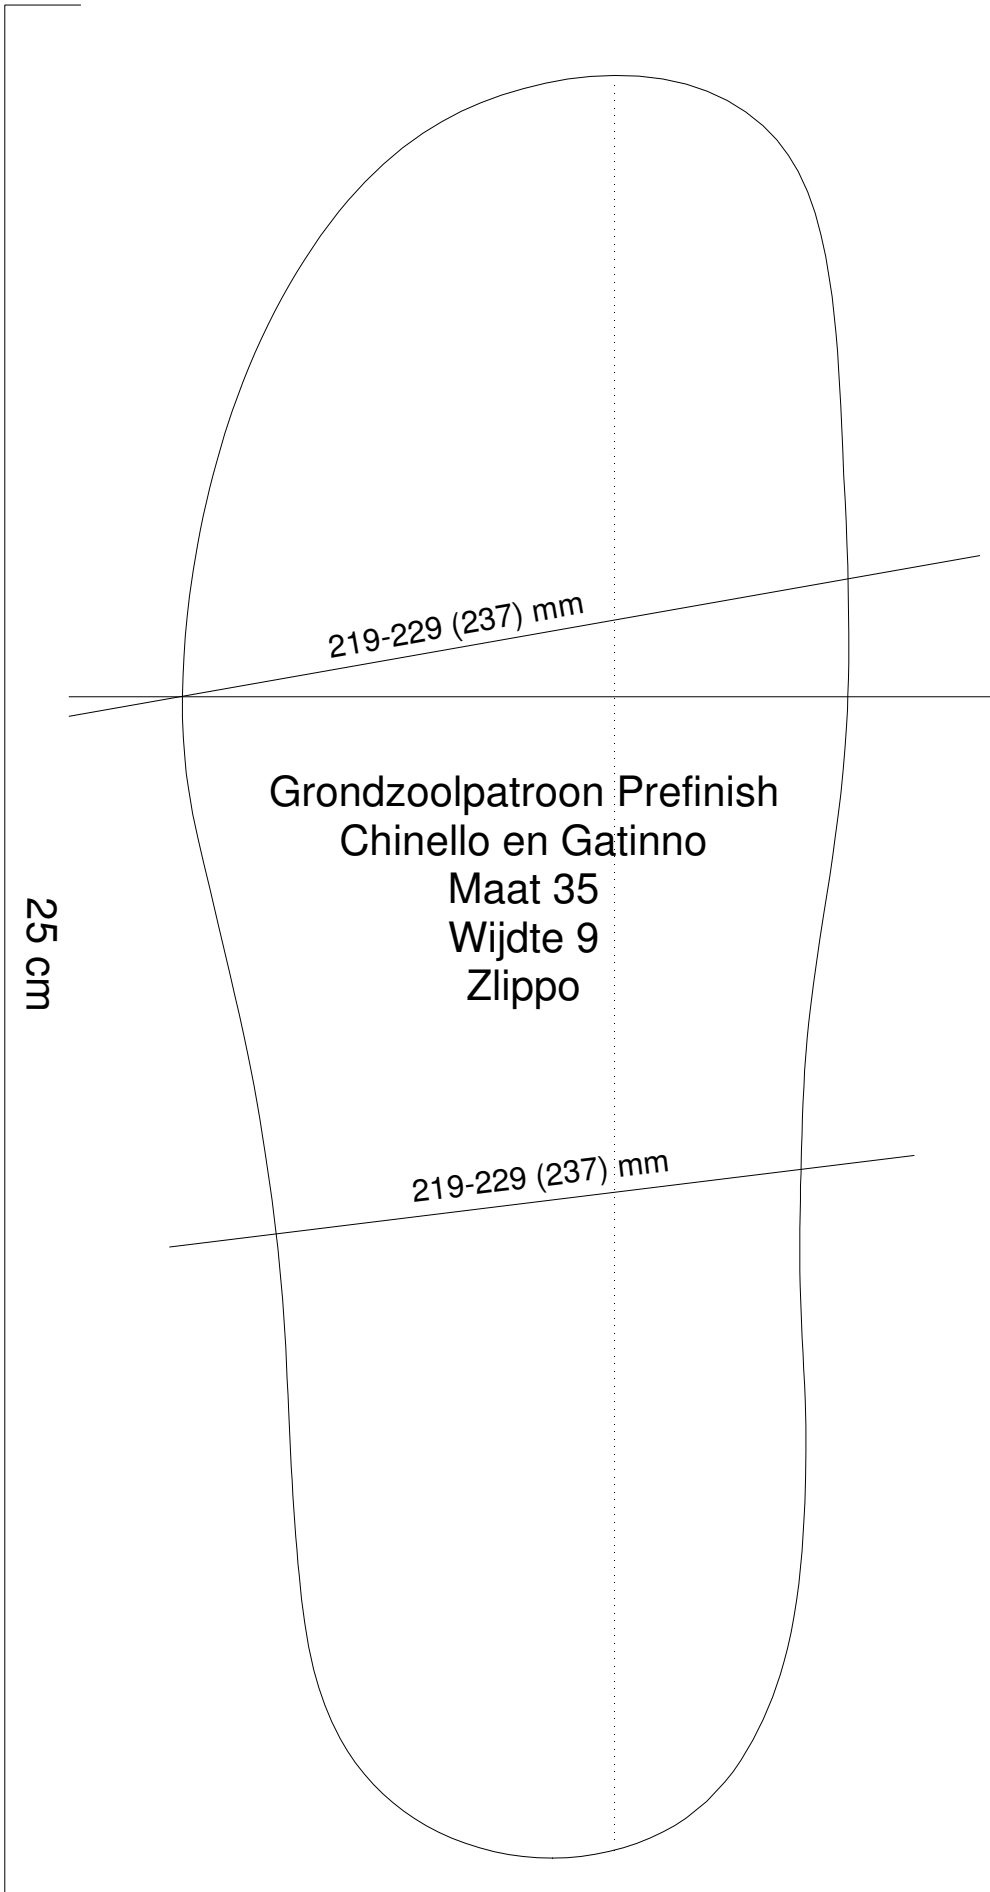 219-229 (237) mm
Grondzoolpatroon Prefinish
Chinello en Gatinno
Maat 35
Wijdte 9
Zlippo
25 cm
219-229 (237) mm